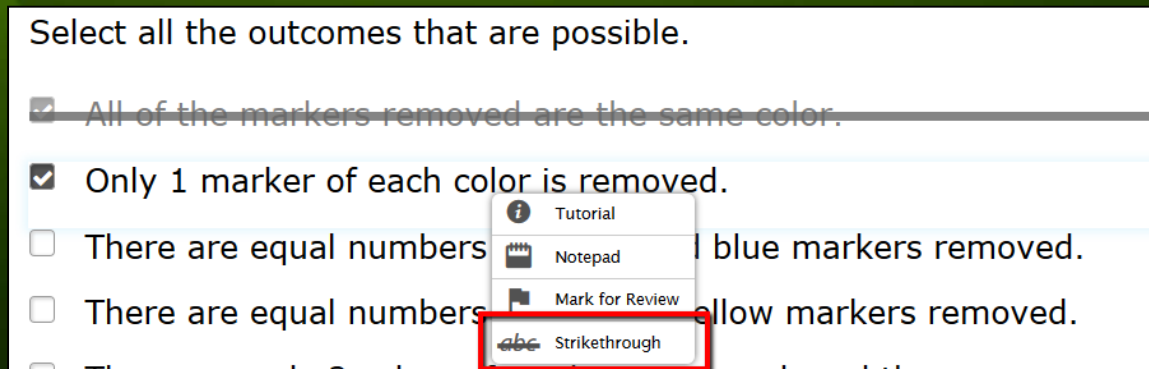 Select all the outcomes that are possible.
All of the markers removed are the same color.
Only 1 marker of each color is removed.
Tutorial
There are equal numbers blue markers removed.
Notepad
Mark for Review
There are equal numbers markers removed.
abc Strikethrough